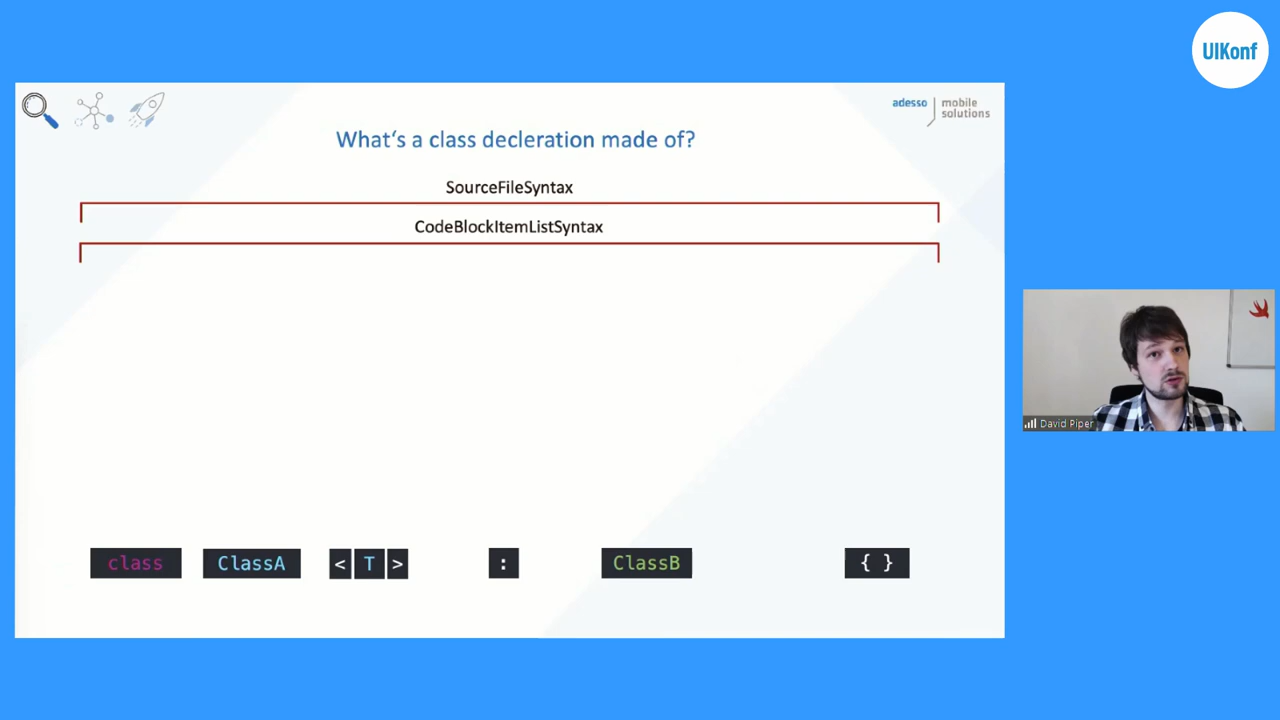 UIKonf
adesso mobile solutions
What's a class decleration made of?
SourceFileSyntax
CodeBlockItemListSyntax
class ClassA < T > : ClassB { }
David Piper